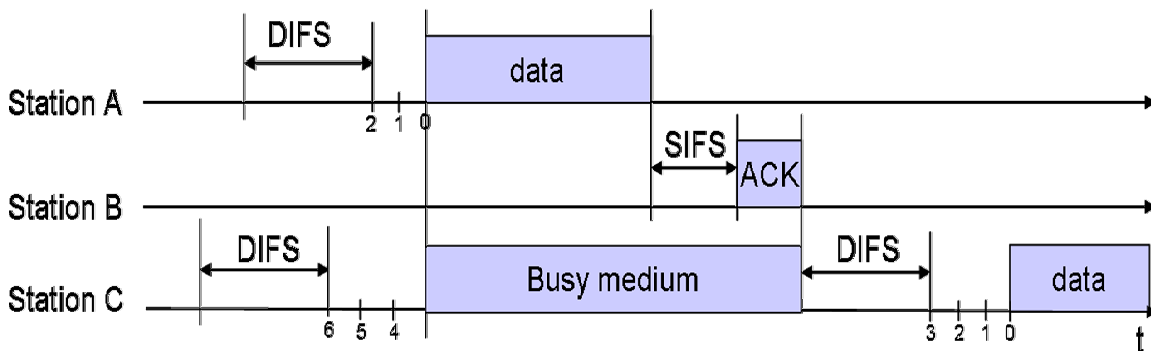 DIFS
data
Station A
2 1 0
SIFS
ACK
Station B
DIFS
Busy medium
DIFS
data
Station C
6 5 4
3 2 1 0
t